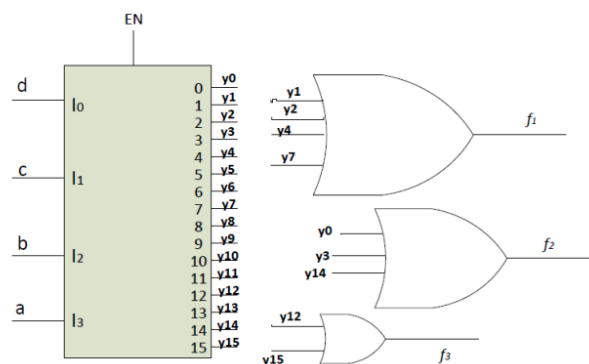 EN
d
I0
c
I1
b
I2
a
I3
0 y0
1 y1
2 y2
3 y3
4 y4
5 y5
6 y6
7 y7
8 y8
9 y9
10 y10
11 y11
12 y12
13 y13
14 y14
15 y15
y1
y2
y4
y7
f1
y0
y3
y14
f2
y12
y15
f3